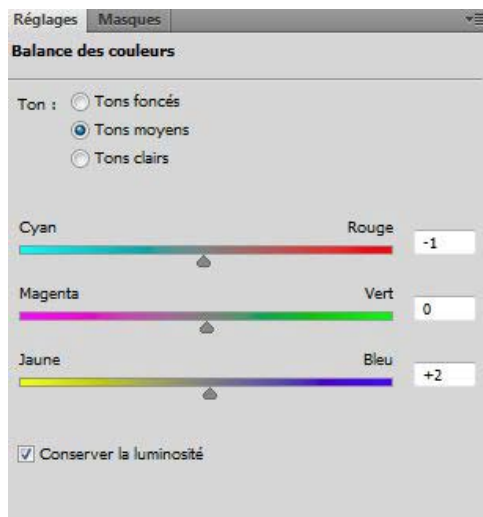 Réglages Masques
Balance des couleurs
Ton : Tons foncés
Tons moyens
Tons clairs
Cyan Rouge -1
Magenta Vert 0
Jaune Bleu +2
Conserver la luminosité